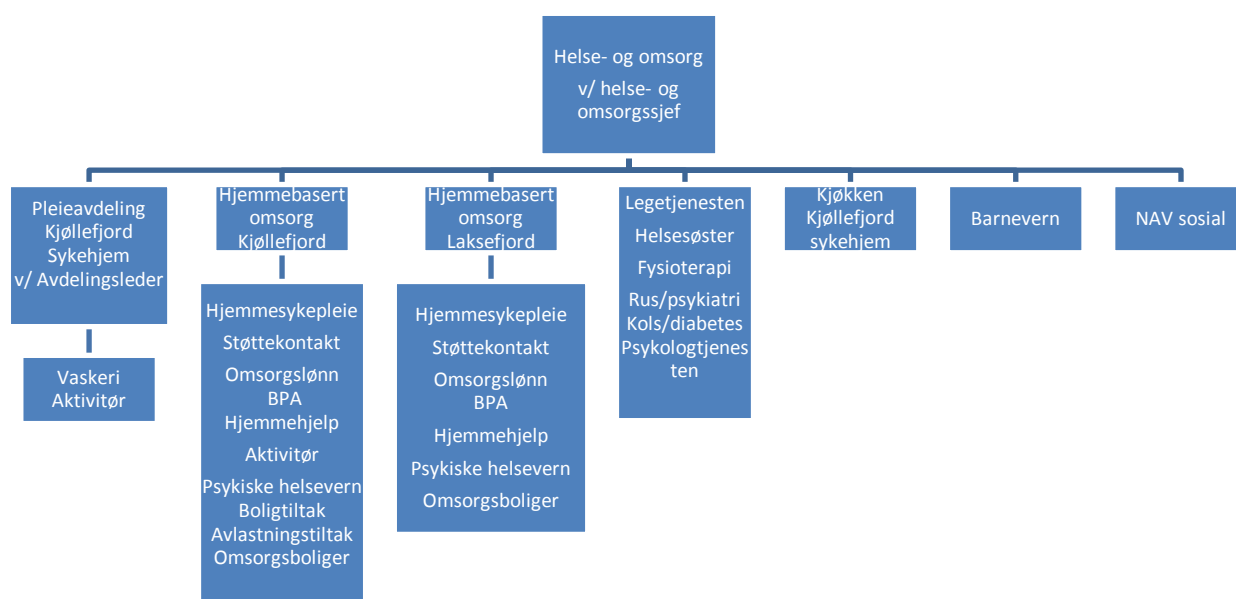 Helse- og omsorg
v/ helse- og
omsorgssjef
Pleieavdeling
Kjøllefjord
Sykehjem
v/ Avdelingsleder
Vaskeri
Aktivitør
Hjemmebasert
omsorg
Kjøllefjord
Hjemmesykepleie
Støttekontakt
Omsorgslønn
BPA
Hjemmehjelp
Aktivitør
Psykiske helsevern
Boligtiltak
Avlastningstiltak
Omsorgsboliger
Hjemmebasert
omsorg
Laksefjord
Hjemmesykepleie
Støttekontakt
Omsorgslønn
BPA
Hjemmehjelp
Psykiske helsevern
Omsorgsboliger
Legetjenesten
Helsesøster
Fysioterapi
Rus/psykiatri
Kols/diabetes
Psykologtjenes
ten
Kjøkken
Kjøllefjord
sykehjem
Barnevern
NAV sosial